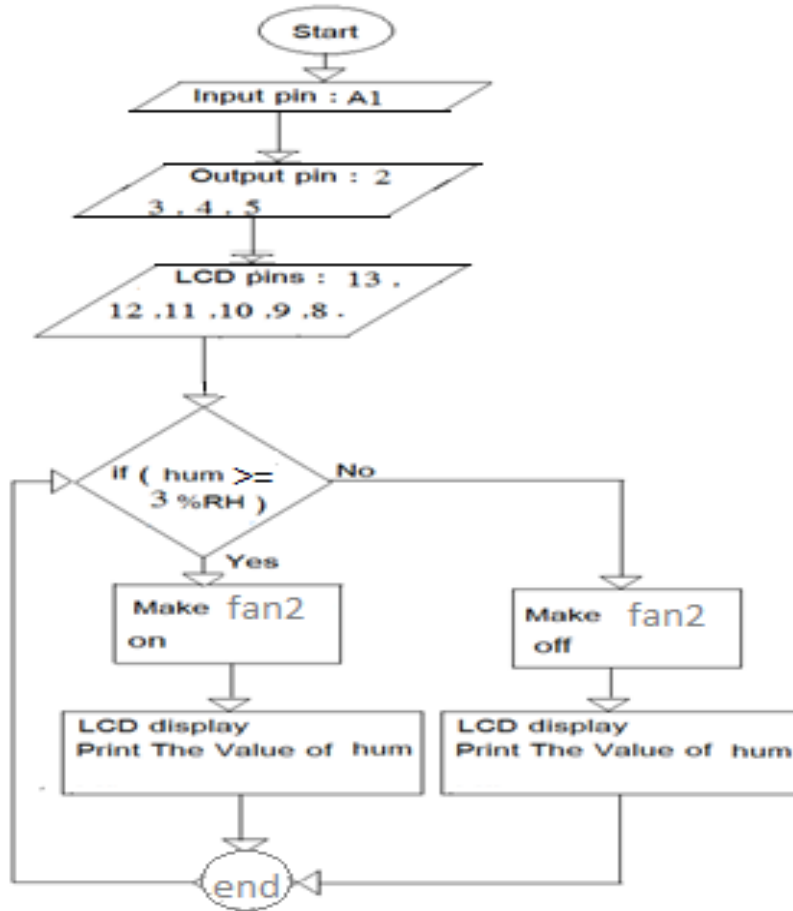 Start
Input pin : A1
Output pin : 2
3 , 4 , 5
LCD pins : 13 ,
12 ,11 ,10 ,9 ,8 .
if ( hum >=
3 %RH )
No
Yes
Make fan2
on
Make fan2
off
LCD display
Print The Value of hum
LCD display
Print The Value of hum
end